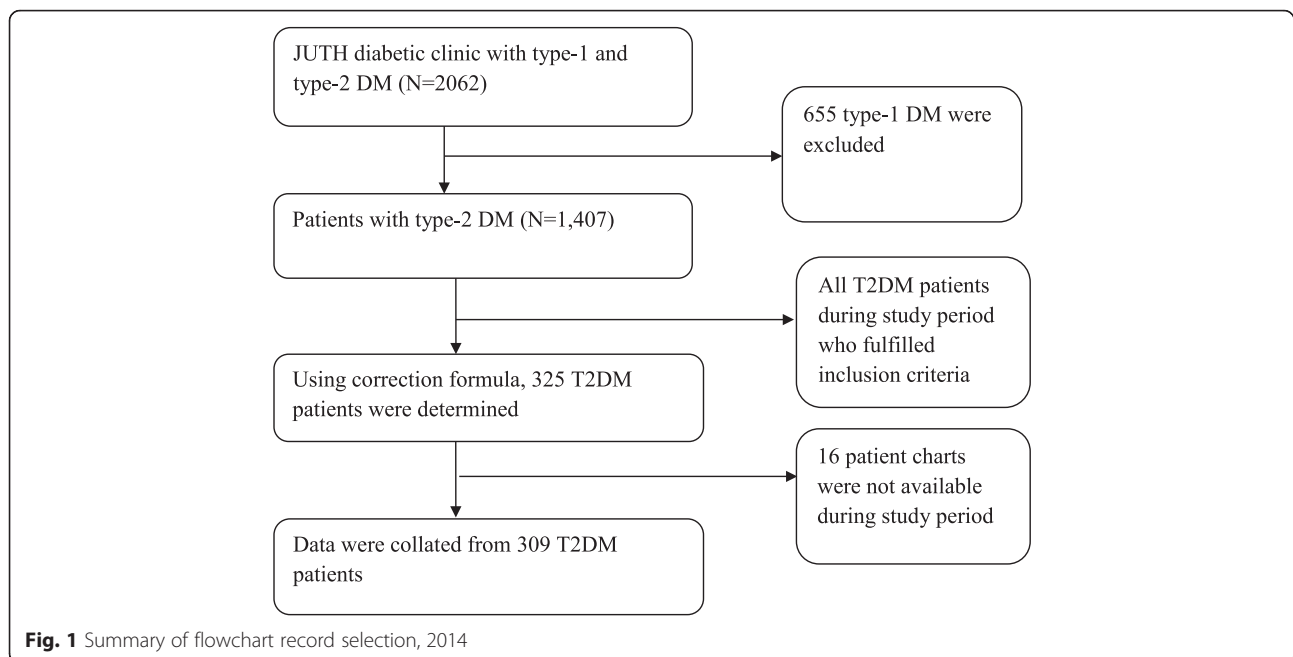 JUTH diabetic clinic with type-1 and
type-2 DM (N=2062)
655 type-1 DM were
excluded
Patients with type-2 DM (N=1,407)
All T2DM patients
during study period
who fulfilled
inclusion criteria
Using correction formula, 325 T2DM
patients were determined
16 patient charts
were not available
during study period
Data were collated from 309 T2DM
patients
Fig. 1 Summary of flowchart record selection, 2014